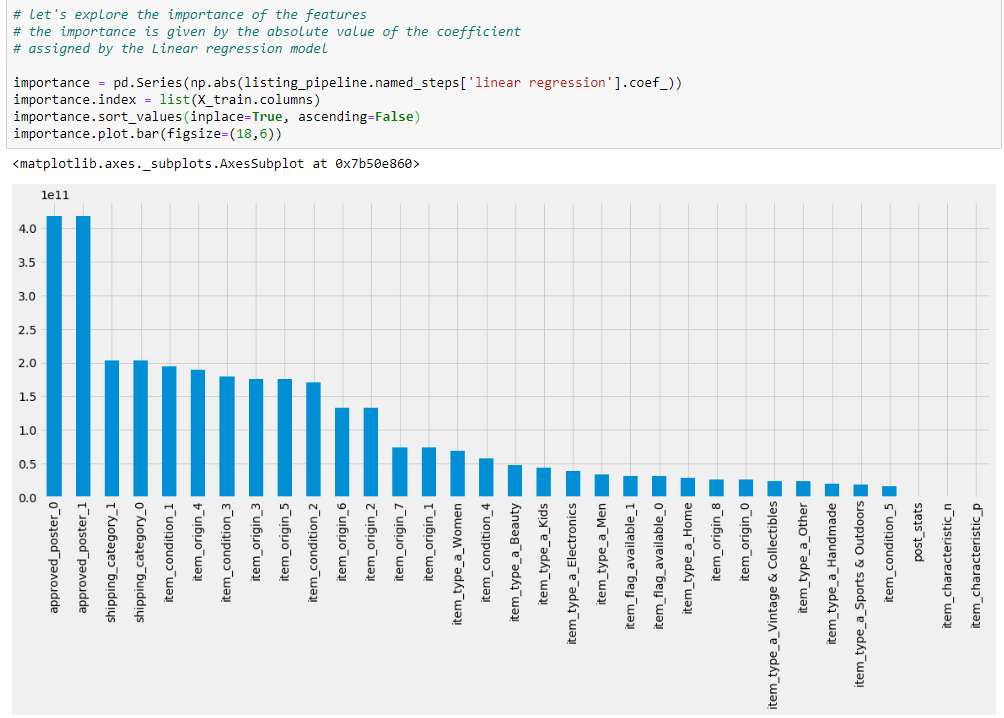 # Let's explore the importance of the features
# the importance is given by the absolute value of the coefficient
# assigned by the Linear regression model
importance = pd.Series(np.abs(listing_pipeline.named_steps['linear regression'].coef_))
importance.index = list(X_train.columns)
importance.sort_values(inplace=True, ascending=False)
importance.plot.bar(figsize=(18,6))
<matplotlib.axes._subplots.AxesSubplot at 0x7b50e860>
1e11
4.0
3.5
3.0
2.5
2.0
1.5
1.0
0.5
0.0
approved_poster_0
approved_poster_1
shipping_category_1
shipping_category_0
item_condition_1
item_origin_4
item_condition_3
item_origin_3
item_origin_5
item_condition_2
item_origin_6
item_origin_2
item_origin_7
item_origin_1
item_type_a_Women
item_condition_4
item_type_a_Beauty
item_type_a_Kids
item_type_a_Electronics
item_type_a_Men
item_flag_available_1
item_flag_available_0
item_type_a_Home
item_origin_8
item_origin_0
item_type_a_Vintage & Collectibles
item_type_a_Other
item_type_a_Handmade
item_type_a_Sports & Outdoors
item_condition_5
post_stats
item_characteristic_n
item_characteristic_p